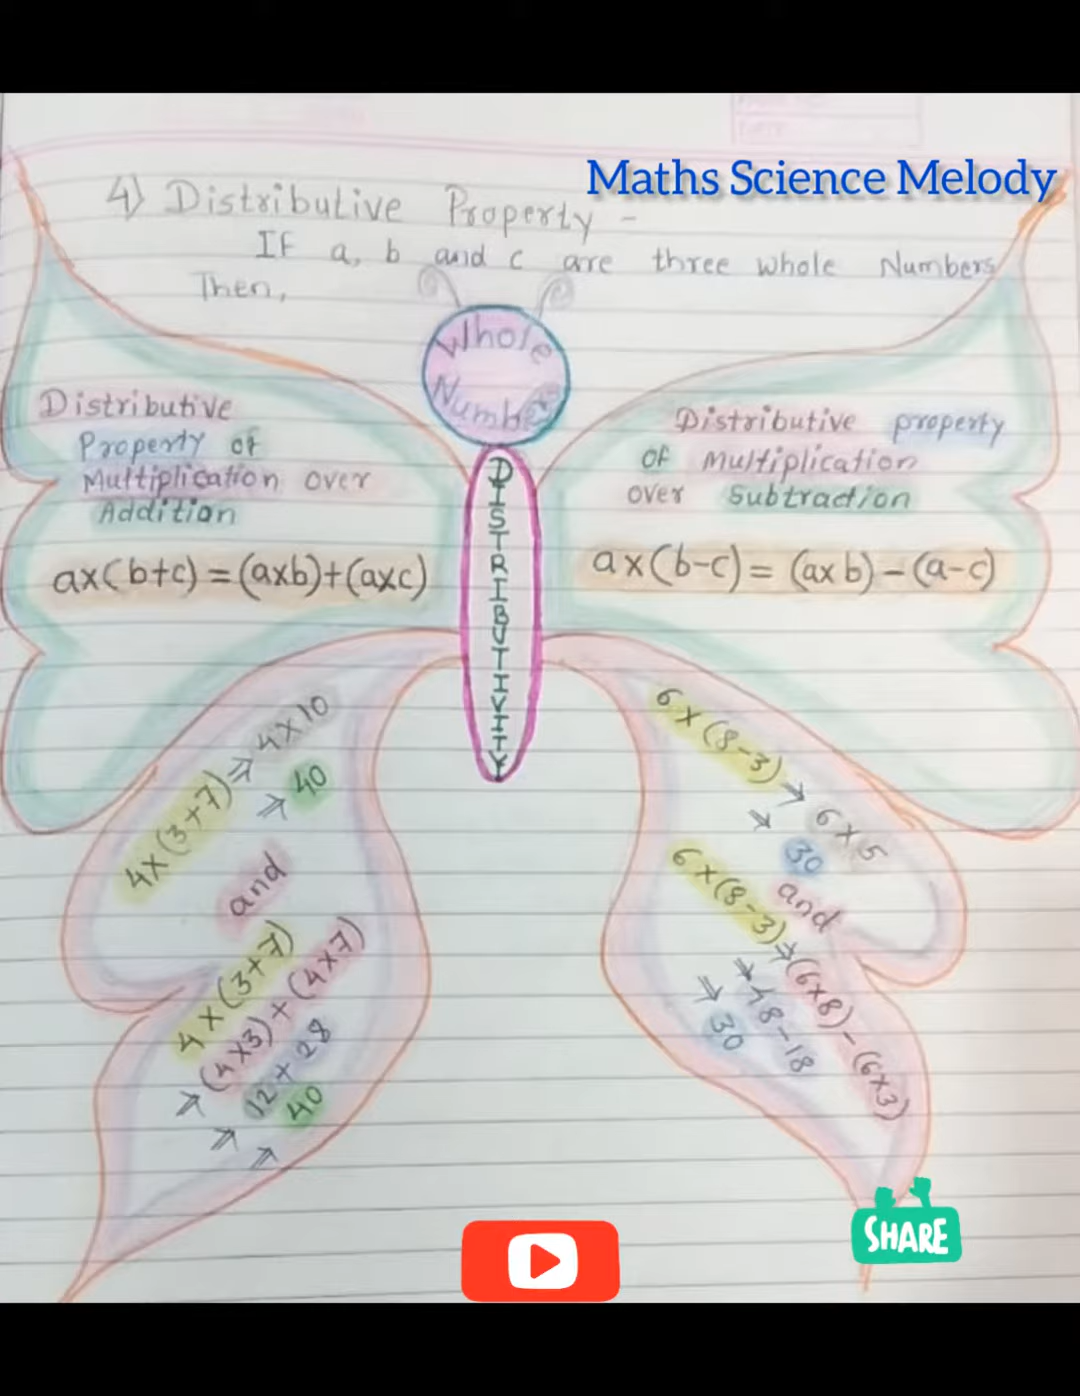 Maths Science Melody
4) Distributive Property -
If a, b and c are three whole Numbers
Then,
Whole
Numbers
DISTRIBUTIVITY
Distributive
Property of
Multiplication over
Addition
ax(b+c) = (axb)+(axc)
Distributive property
of Multiplication
over Subtraction
ax(b-c) = (axb)-(a-c)
4x(3+7) ⇒ 4x10
⇒ 40
and
4x(3+7)
⇒ (4x3)+(4x7)
⇒ 12+28
⇒ 40
6x(8-3) → 6x5
⇒ 30
and
6x(8-3) ⇒ (6x8)-(6x3)
⇒ 48-18
⇒ 30
SHARE